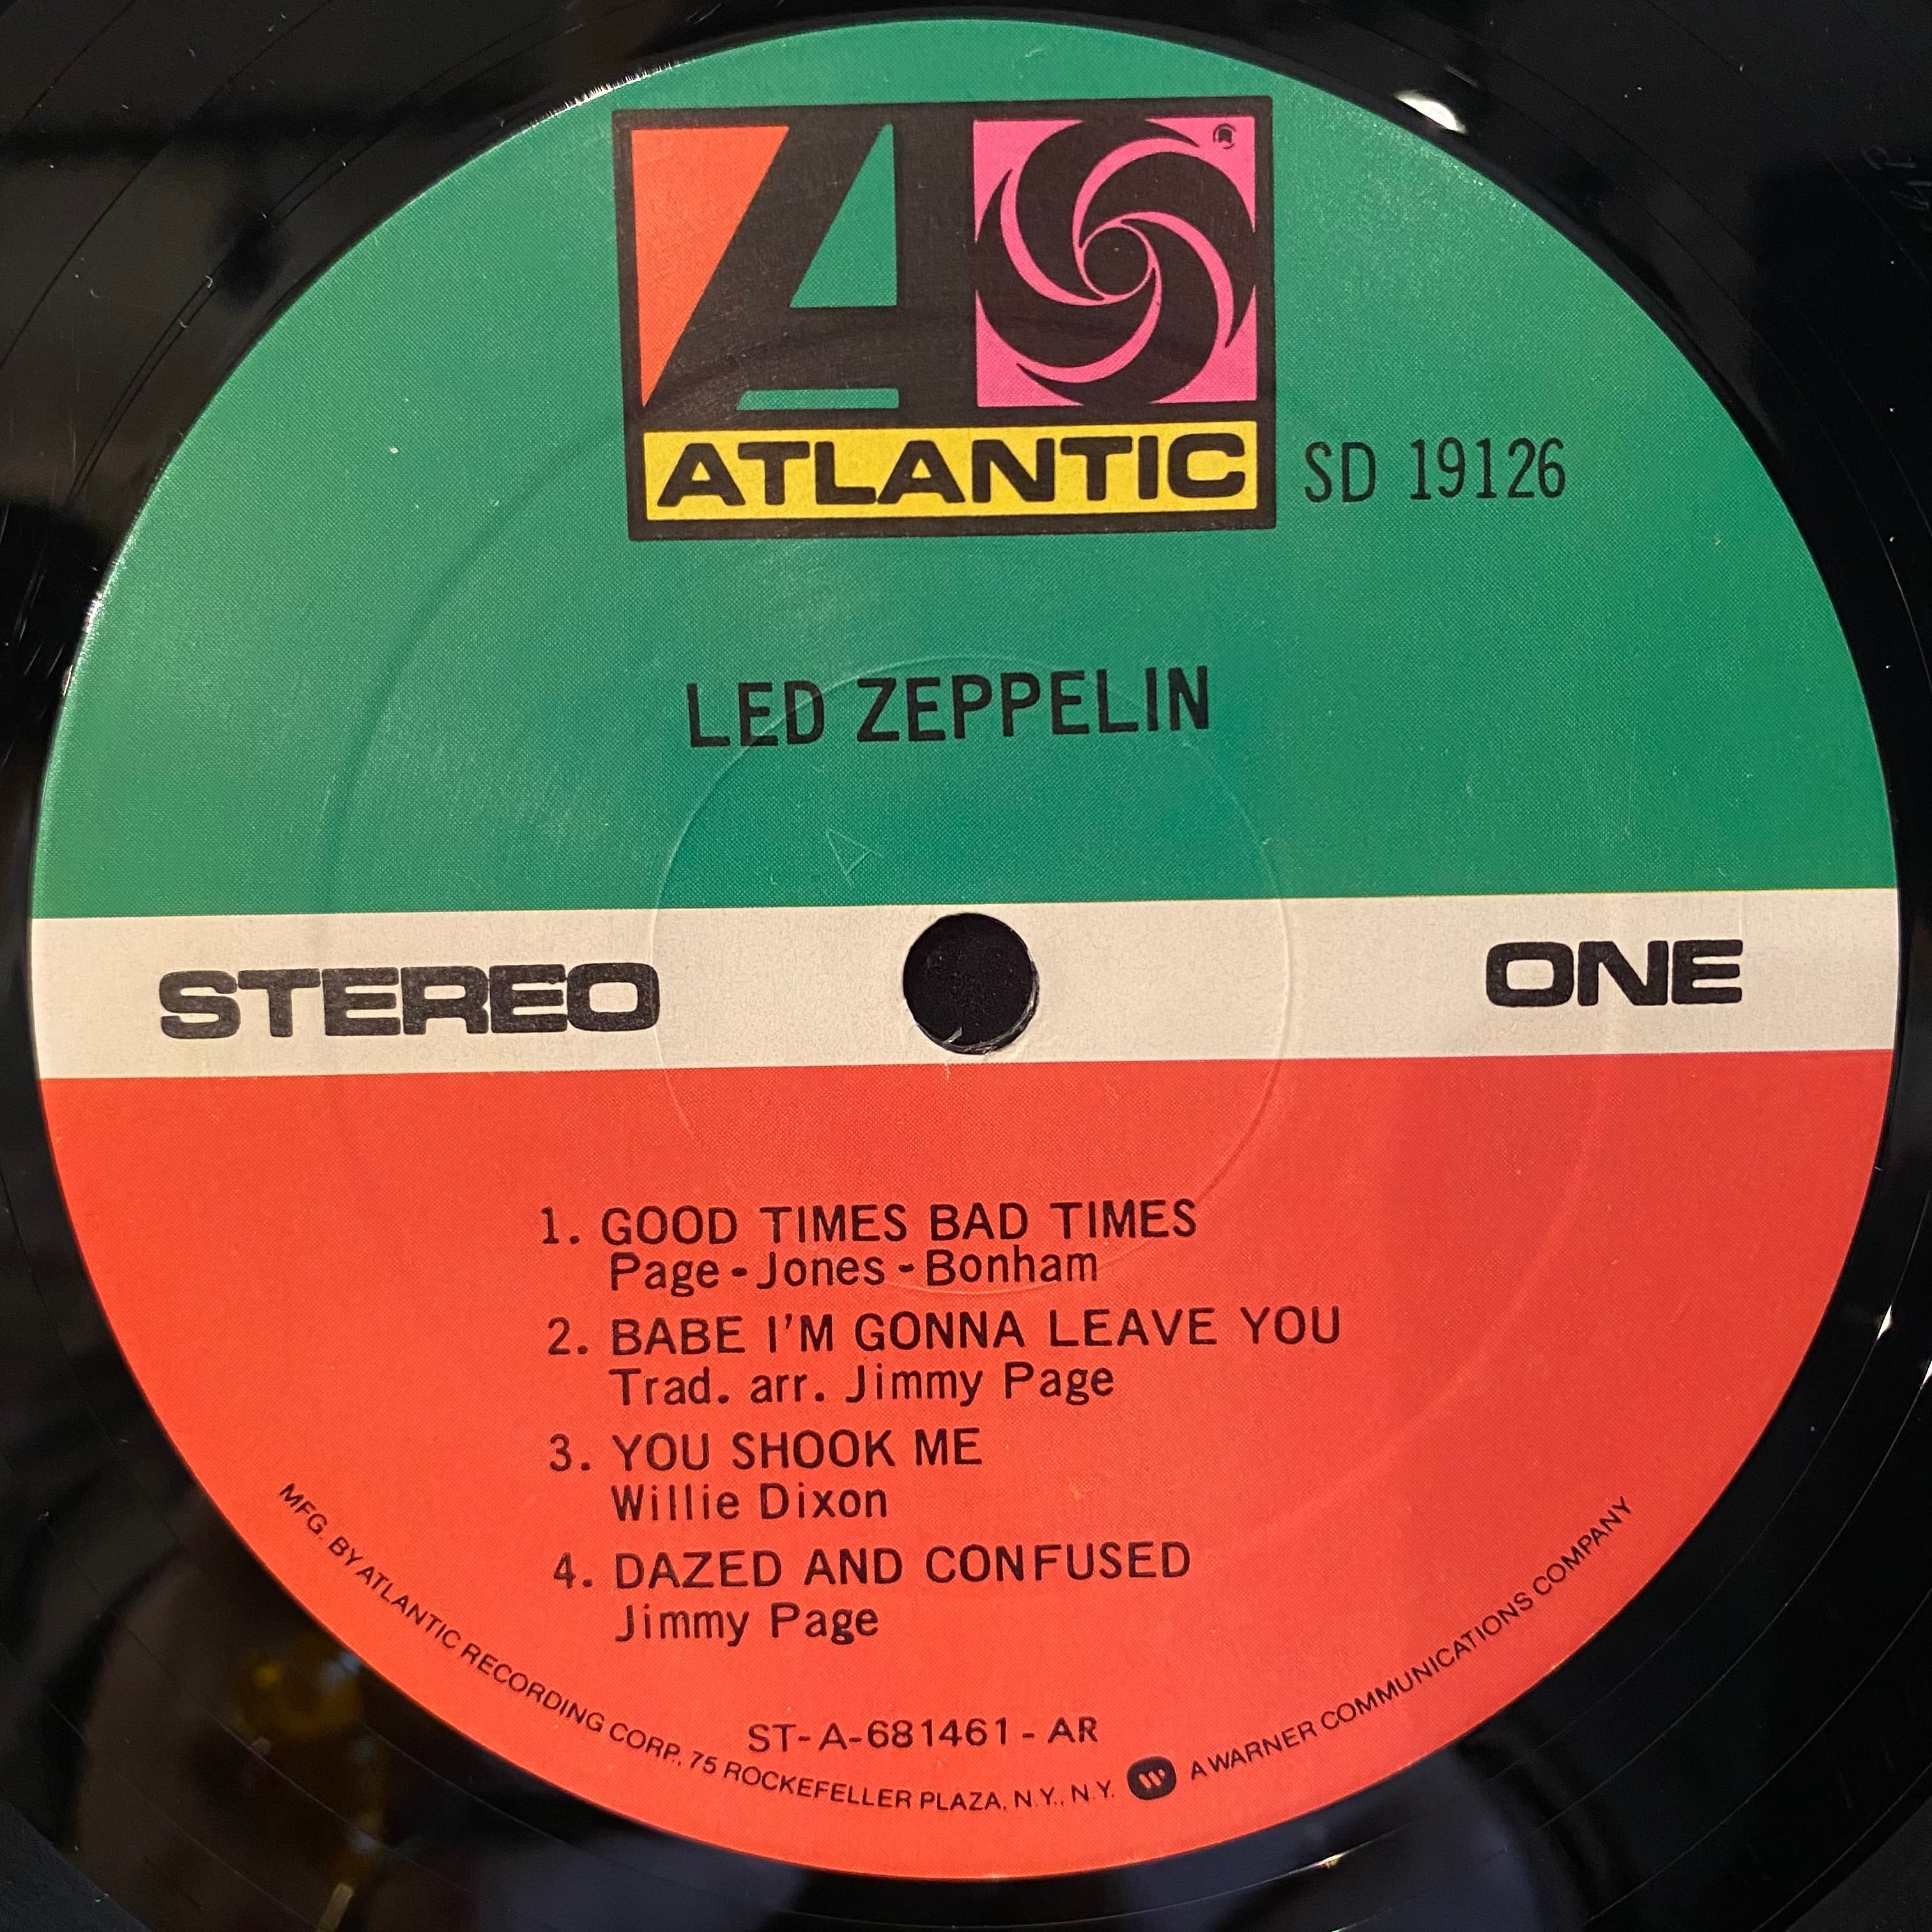 ATLANTIC
SD 19126
LED ZEPPELIN
A
STEREO
ONE
1. GOOD TIMES BAD TIMES
Page - Jones - Bonham
2. BABE I'M GONNA LEAVE YOU
Trad. arr. Jimmy Page
3. YOU SHOOK ME
Willie Dixon
4. DAZED AND CONFUSED
Jimmy Page
ST-A-681461-AR
MFG. BY ATLANTIC RECORDING CORP., 75 ROCKEFELLER PLAZA, N.Y., N.Y. A WARNER COMMUNICATIONS COMPANY